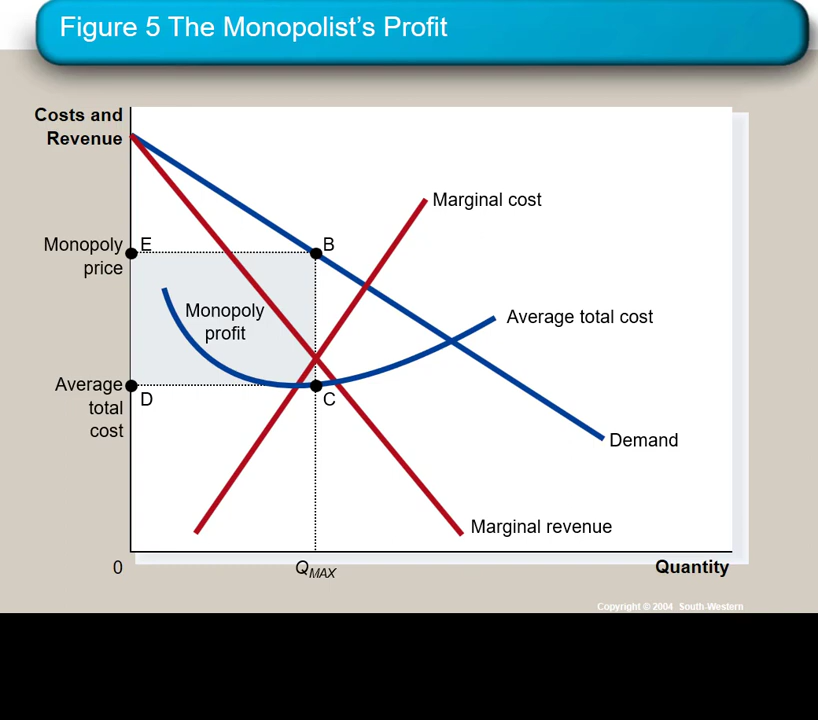 Figure 5 The Monopolist’s Profit
Costs and
Revenue
Marginal cost
Monopoly
price
E
B
Monopoly
profit
Average total cost
Average
total
cost
D
C
Demand
Marginal revenue
0
QMAX
Quantity
Copyright © 2004 South-Western